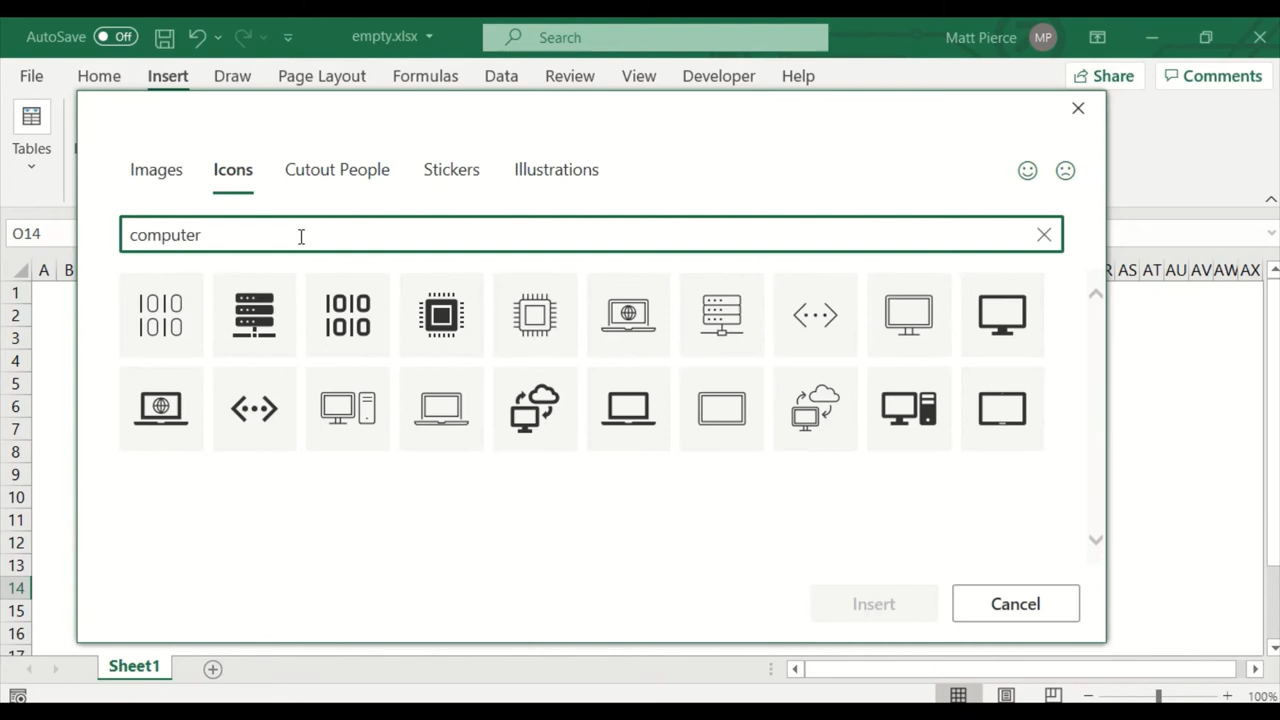 AutoSave Off empty.xlsx Search Matt Pierce MP
File Home Insert Draw Page Layout Formulas Data Review View Developer Help Share Comments
Tables
Images Icons Cutout People Stickers Illustrations
O14
computer
A B AS AT AU AV AW AX
1
2
3
4
5
6
7
8
9
10
11
12
13
14
15
16
1010 1010
0101 0101
Insert Cancel
Sheet1
100%